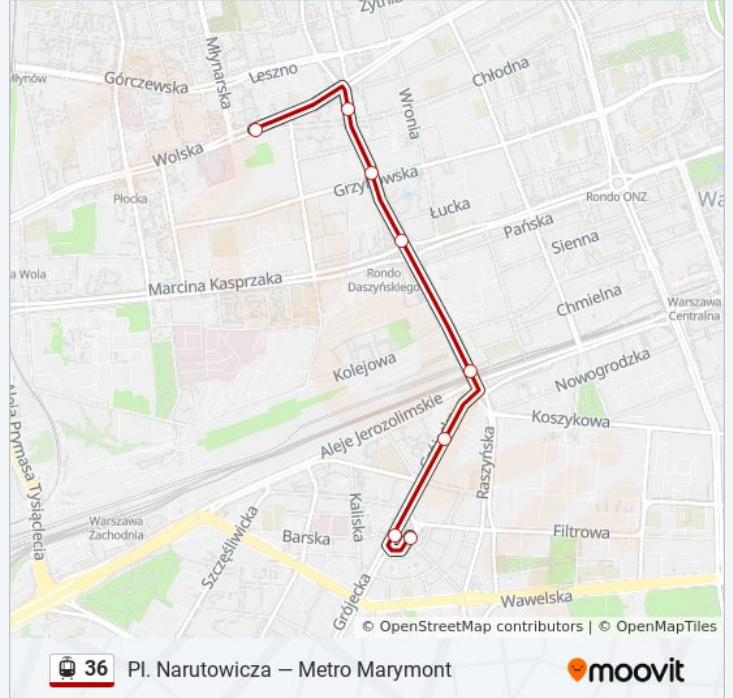 Żytnia
Młynarska
Leszno
Chłodna
Górczewska
Młynów
Wronia
Wolska
Płocka
Grzybowska
Łucka
Rondo ONZ
Wa
Pańska
Sienna
a Wola
Marcina Kasprzaka
Rondo
Daszyńskiego
Chmielna
Warszawa
Centralna
Kolejowa
Nowogrodzka
Aleje Jerozolimskie
Koszykowa
Raszyńska
Aleja Prymasa Tysiąclecia
Kaliska
Szczęśliwicka
Warszawa
Zachodnia
Barska
Filtrowa
Grójecka
Wawelska
© OpenStreetMap contributors | © OpenMapTiles
36 Pl. Narutowicza — Metro Marymont
moovit